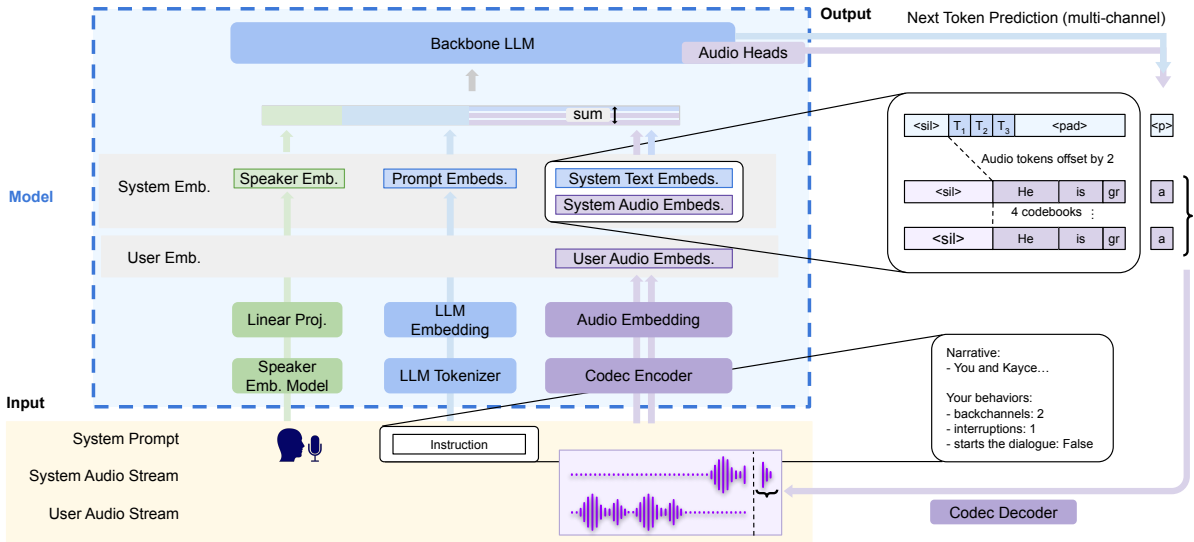 Output
Next Token Prediction (multi-channel)
Backbone LLM
Audio Heads
sum
<sil> T1 T2 T3 <pad> <p>
Audio tokens offset by 2
<sil> He is gr a
4 codebooks ⋮
<sil> He is gr a
Model
System Emb.
Speaker Emb.
Prompt Embeds.
System Text Embeds.
System Audio Embeds.
User Emb.
User Audio Embeds.
Linear Proj.
LLM
Embedding
Audio Embedding
Speaker
Emb. Model
LLM Tokenizer
Codec Encoder
Narrative:
- You and Kayce…
Your behaviors:
- backchannels: 2
- interruptions: 1
- starts the dialogue: False
Input
System Prompt
Instruction
System Audio Stream
User Audio Stream
Codec Decoder